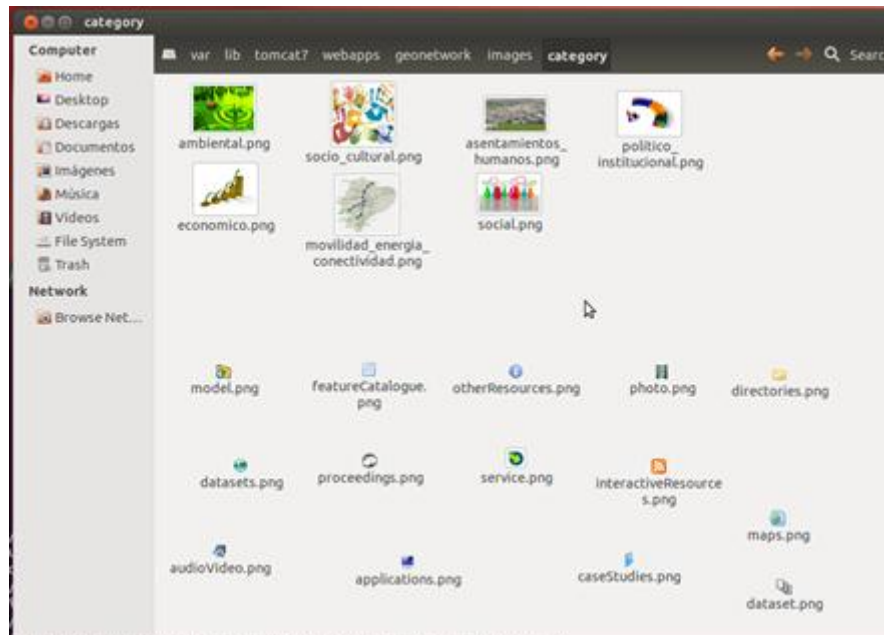 category
Computer
Home
Desktop
Descargas
Documentos
Imágenes
Música
Vídeos
File System
Trash
Network
Browse Net....
var lib tomcat7 webapps geonetwork images category
Searc
ambiental.png
socio_cultural.png
asentamientos_
humanos.png
político_
institucional.png
economico.png
movilidad_energia_
conectividad.png
social.png
model.png
featureCatalogue.
png
otherResources.png
photo.png
directories.png
datasets.png
proceedings.png
service.png
interactiveResource
s.png
maps.png
audioVideo.png
applications.png
caseStudies.png
dataset.png